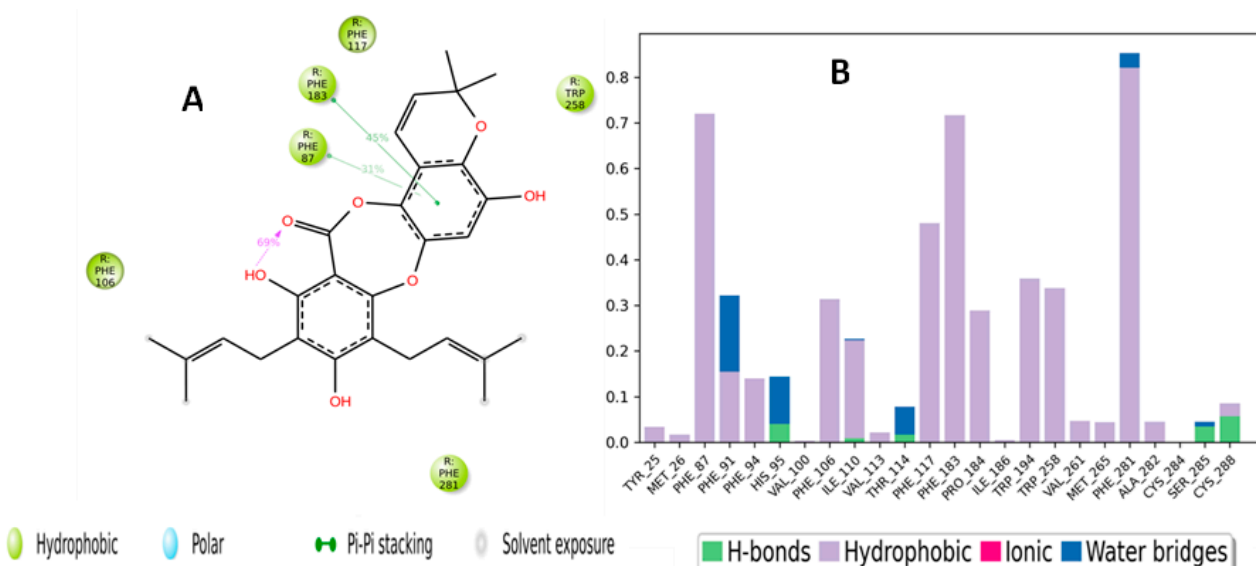 R:
PHE
117
A
R:
PHE
183
R:
TRP
258
R:
PHE
87
45%
31%
O
OH
O
O
69%
HO
O
R:
PHE
106
OH
R:
PHE
281
Hydrophobic
Polar
Pi-Pi stacking
Solvent exposure
B
0.8
0.7
0.6
0.5
0.4
0.3
0.2
0.1
0.0
TYR_25
MET_26
PHE_87
PHE_91
PHE_94
HIS_95
VAL_100
PHE_106
ILE_110
VAL_113
THR_114
PHE_117
PHE_183
PRO_184
ILE_186
TRP_194
TRP_258
VAL_261
MET_265
PHE_281
ALA_282
CYS_284
SER_285
CYS_288
H-bonds
Hydrophobic
Ionic
Water bridges